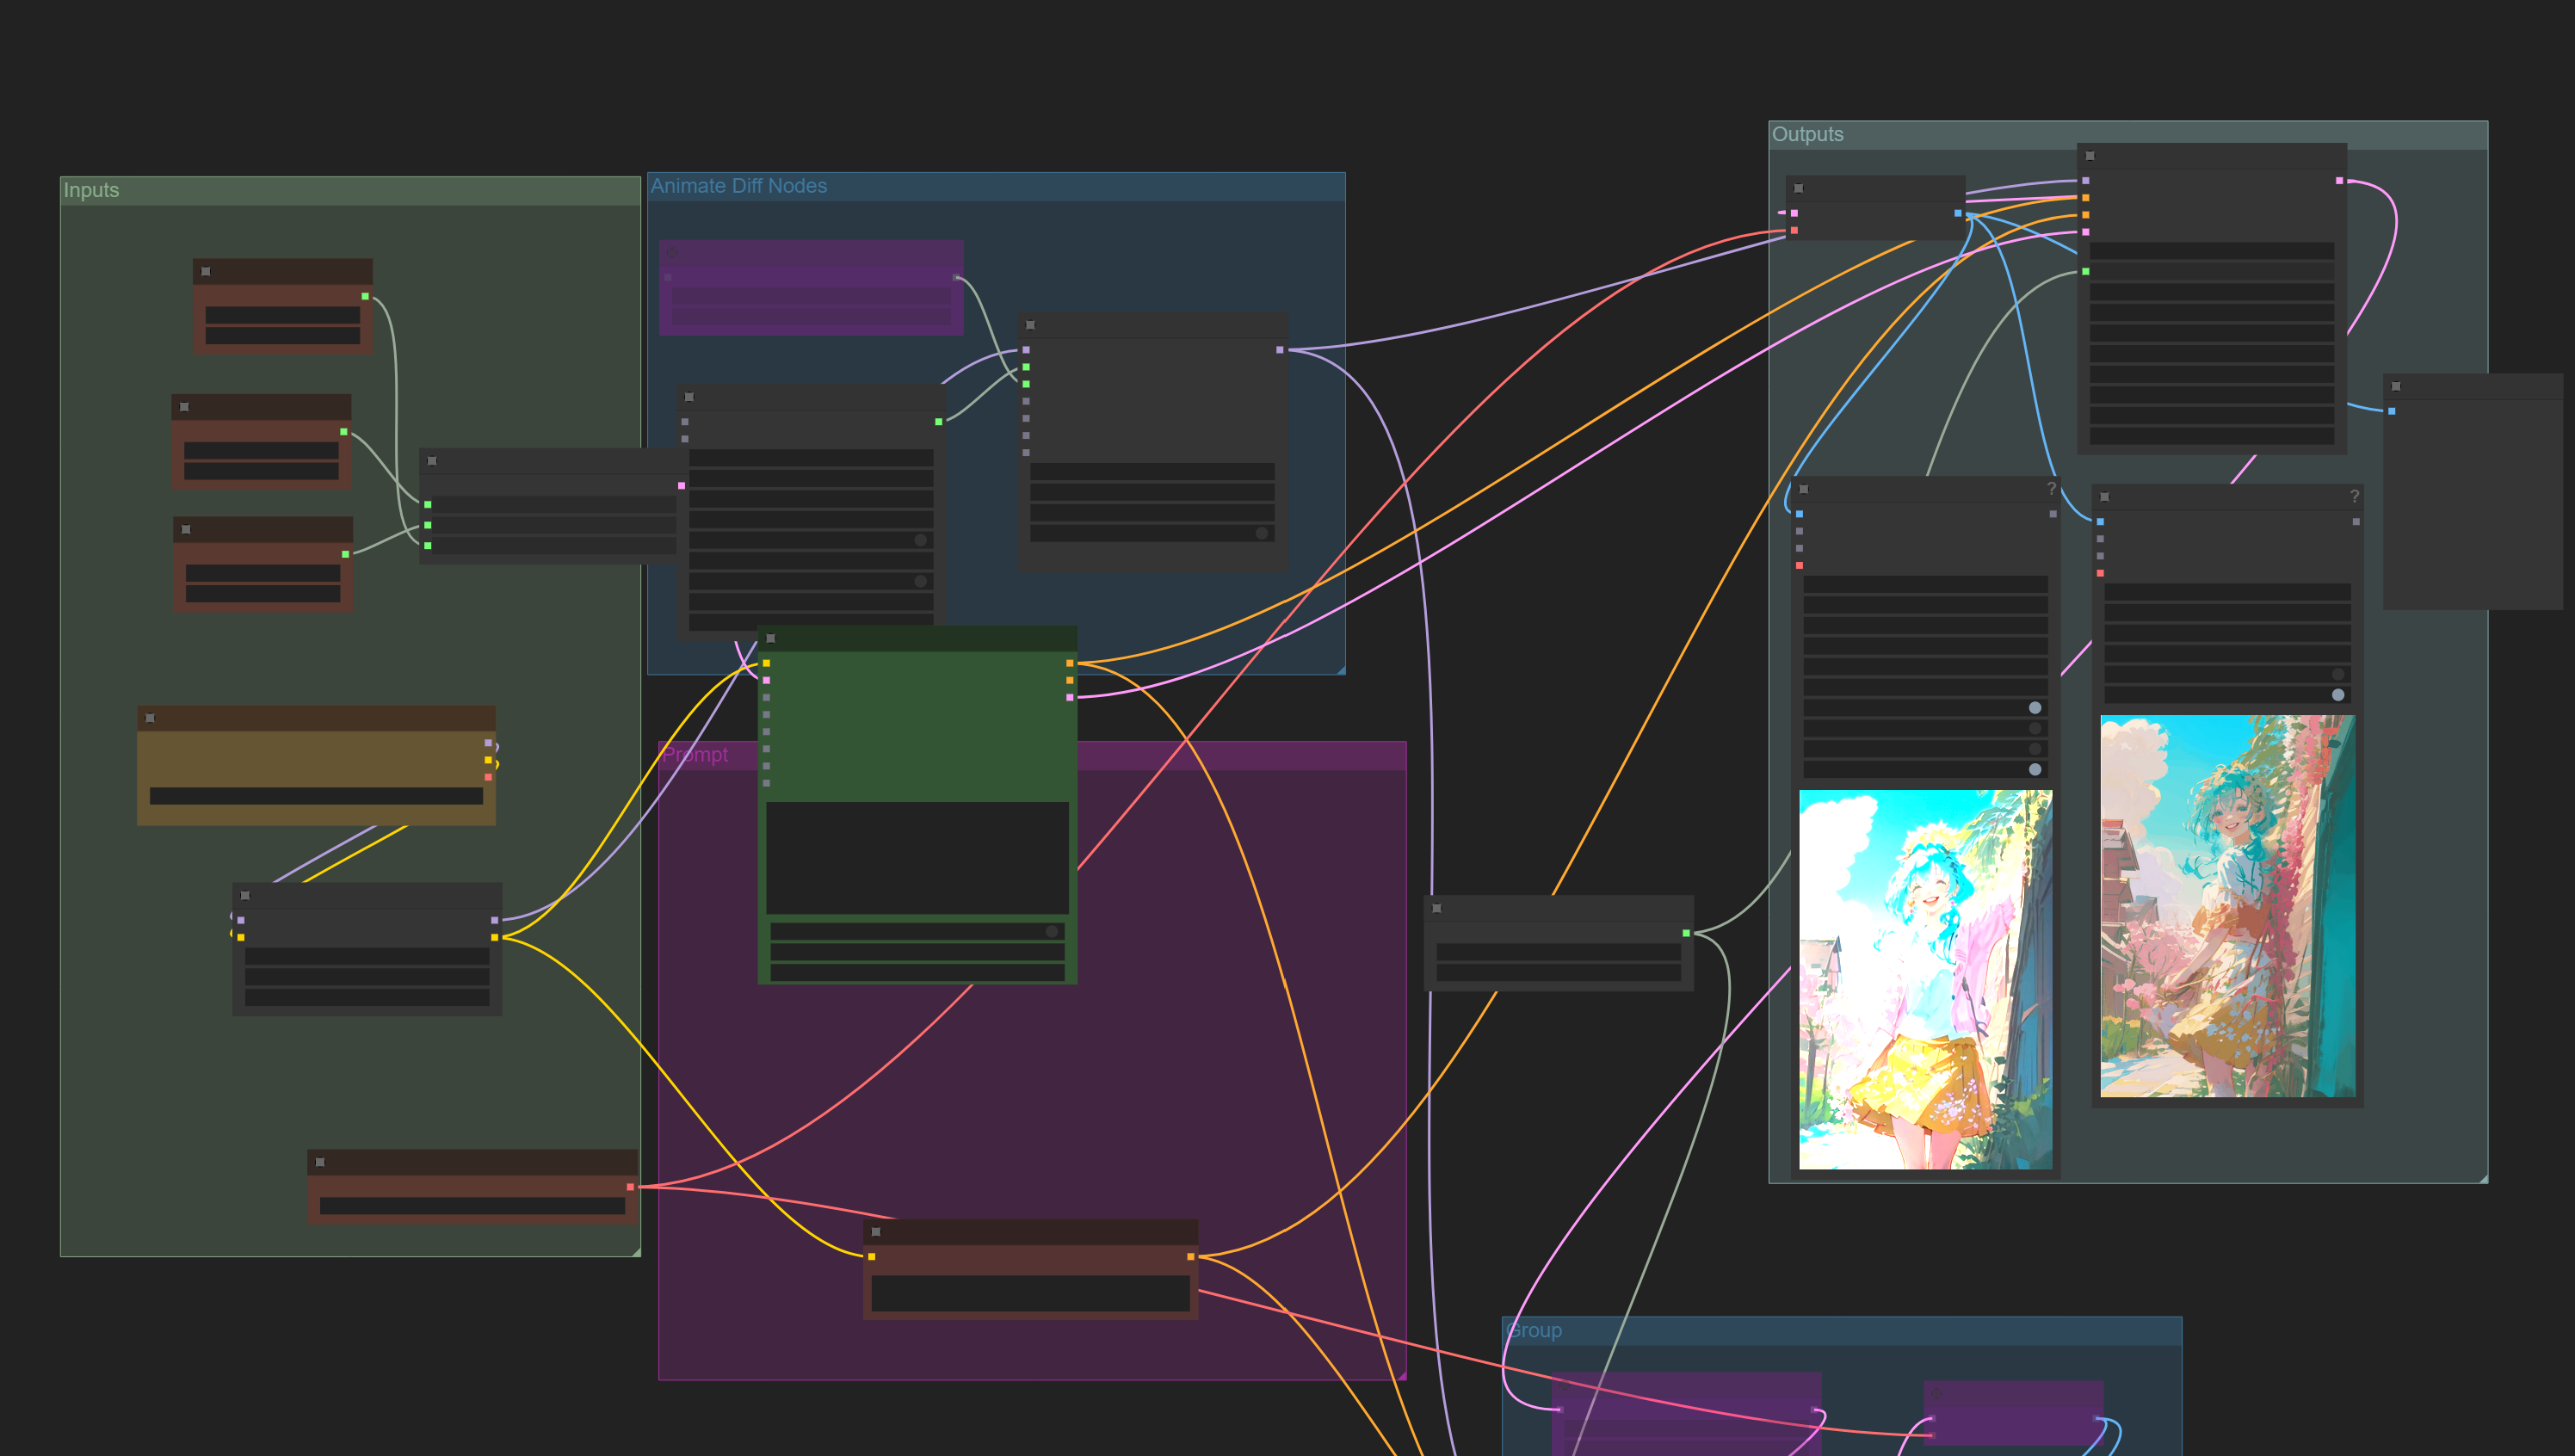 Inputs
Animate Diff Nodes
Outputs
?
?
Prompt
Group